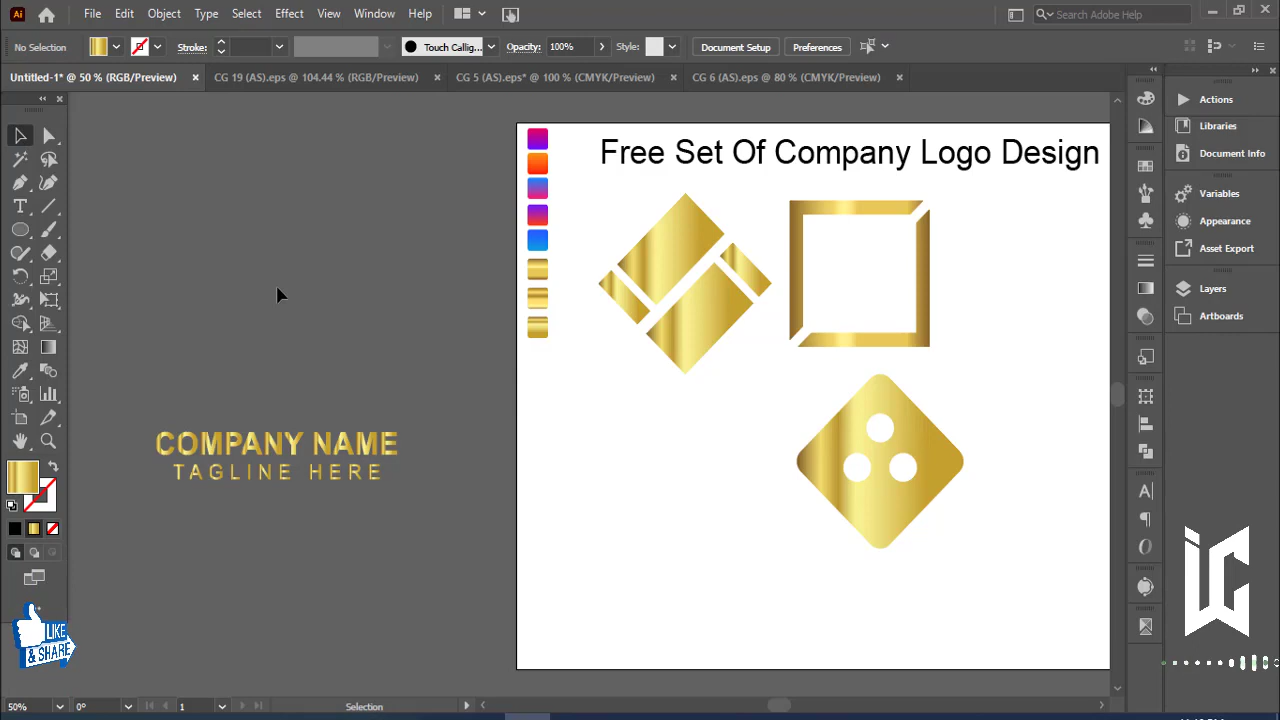 Ai File Edit Object Type Select Effect View Window Help Search Adobe Help
No Selection Stroke: Touch Callig... Opacity: 100% Style: Document Setup Preferences
Untitled-1* @ 50 % (RGB/Preview) CG 19 (AS).eps @ 104.44 % (RGB/Preview) CG 5 (AS).eps* @ 100 % (CMYK/Preview) CG 6 (AS).eps @ 80 % (CMYK/Preview)
Actions
Libraries
Document Info
Variables
Appearance
Asset Export
Layers
Artboards
Free Set Of Company Logo Design
COMPANY NAME
TAGLINE HERE
LIKE
& SHARE
50% 0° 1 Selection